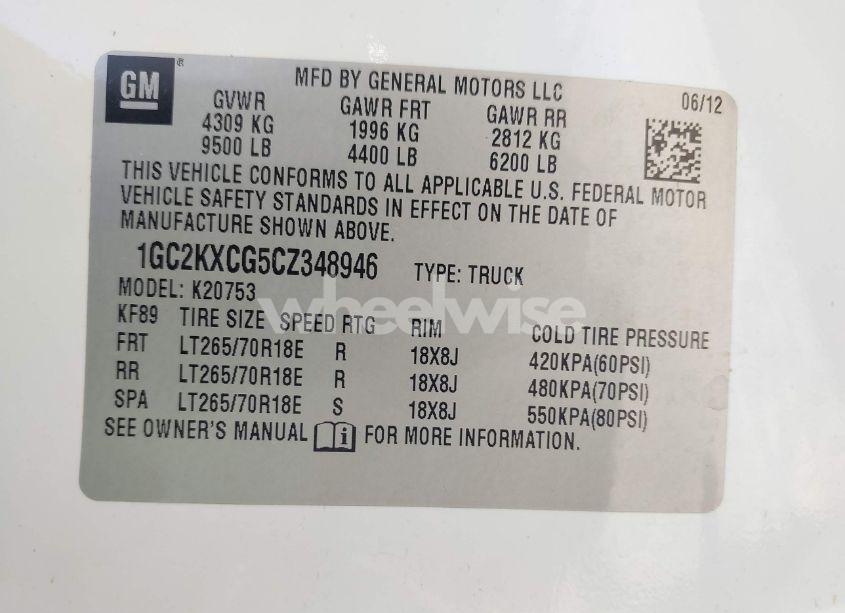 GM ®
MFD BY GENERAL MOTORS LLC
06/12
GVWR GAWR FRT GAWR RR
4309 KG 1996 KG 2812 KG
9500 LB 4400 LB 6200 LB
THIS VEHICLE CONFORMS TO ALL APPLICABLE U.S. FEDERAL MOTOR
VEHICLE SAFETY STANDARDS IN EFFECT ON THE DATE OF
MANUFACTURE SHOWN ABOVE.
1GC2KXCG5CZ348946 TYPE: TRUCK
MODEL: K20753
wheelwise
KF89 TIRE SIZE SPEED RTG RIM COLD TIRE PRESSURE
FRT LT265/70R18E R 18X8J 420KPA(60PSI)
RR LT265/70R18E R 18X8J 480KPA(70PSI)
SPA LT265/70R18E S 18X8J 550KPA(80PSI)
SEE OWNER'S MANUAL i FOR MORE INFORMATION.